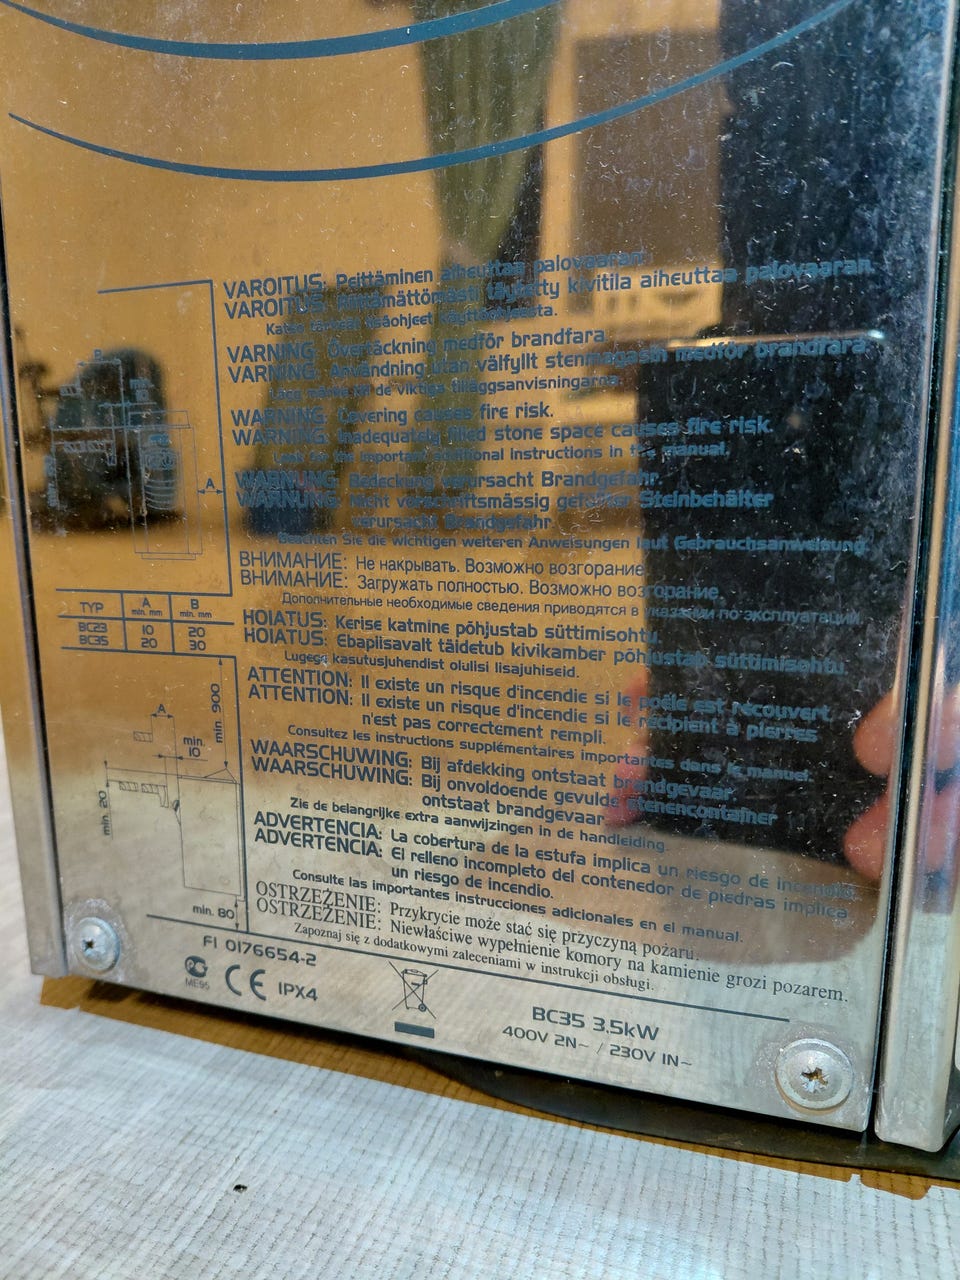 VAROITUS: Peittäminen aiheuttaa palovaaran.
VAROITUS: Riittämättömästi täytetty kivitila aiheuttaa palovaaran.
Katso tärkeät lisäohjeet käyttöohjeesta.
VARNING: Övertäckning medför brandfara.
VARNING: Användning utan välfyllt stenmagasin medför brandfara.
Lägg märke till de viktiga tilläggsanvisningarna.
WARNING: Covering causes fire risk.
WARNING: Inadequately filled stone space causes fire risk.
Look for the important additional instructions in the manual.
WARNUNG: Bedeckung verursacht Brandgefahr.
WARNUNG: Nicht vorschriftsmässig gefüllter Steinbehälter
verursacht Brandgefahr.
Beachten Sie die wichtigen weiteren Anweisungen laut Gebrauchsanweisung.
ВНИМАНИЕ: Не накрывать. Возможно возгорание.
ВНИМАНИЕ: Загружать полностью. Возможно возгорание.
Дополнительные необходимые сведения приводятся в указании по эксплуатации.
HOIATUS: Kerise katmine põhjustab süttimisohtu.
HOIATUS: Ebapiisavalt täidetub kivikamber põhjustab süttimisohtu.
Lugege kasutusjuhendist olulisi lisajuhiseid.
ATTENTION: Il existe un risque d'incendie si le poêle est recouvert.
ATTENTION: Il existe un risque d'incendie si le récipient à pierres
n'est pas correctement rempli.
Consultez les instructions supplémentaires importantes dans le manuel.
WAARSCHUWING: Bij afdekking ontstaat brandgevaar.
WAARSCHUWING: Bij onvoldoende gevulde stenencontainer
ontstaat brandgevaar.
Zie de belangrijke extra aanwijzingen in de handleiding.
ADVERTENCIA: La cobertura de la estufa implica un riesgo de incendio.
ADVERTENCIA: El relleno incompleto del contenedor de piedras implica
un riesgo de incendio.
Consulte las importantes instrucciones adicionales en el manual.
OSTRZEŻENIE: Przykrycie może stać się przyczyną pożaru.
OSTRZEŻENIE: Niewłaściwe wypełnienie komory na kamienie grozi pozarem.
Zapoznaj się z dodatkowymi zaleceniami w instrukcji obsługi.
B
min.
A
TYP A min. mm B min. mm
BC23 10 20
BC35 20 30
A
min. 900
min. 10
min. 20
min. 80
FI 0176654-2
ME95 CE IPX4
BC35 3,5kW
400V 2N~ / 230V 1N~